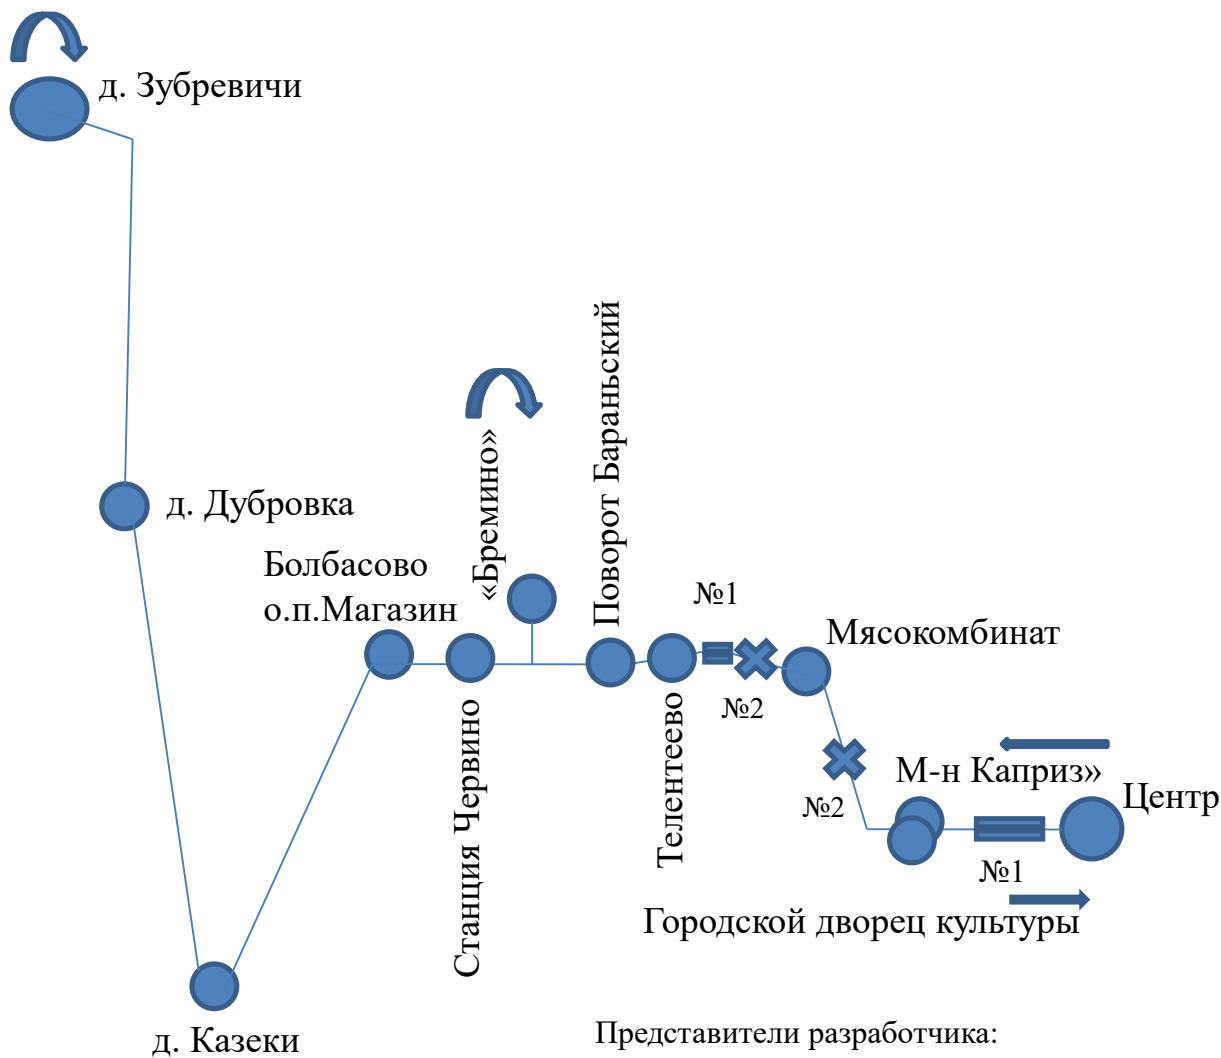 д. Зубревичи
Поворот Бараньский
«Бремино»
д. Дубровка
Болбасово
о.п.Магазин
№1
Мясокомбинат
№2
Станция Червино
Телентеево
М-н Каприз»
Центр
№2
№1
Городской дворец культуры
д. Казеки
Представители разработчика: